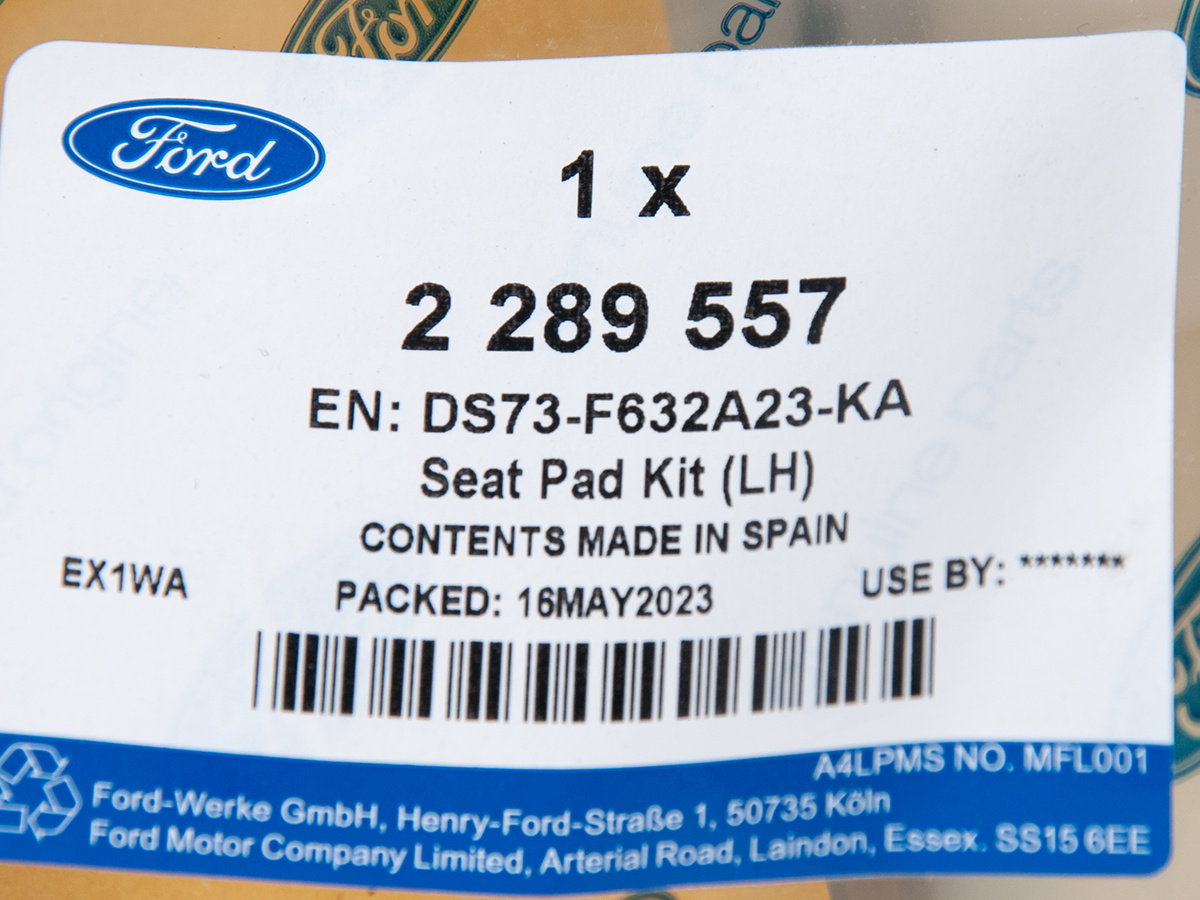 Ford
Ford
1 x
2 289 557
EN: DS73-F632A23-KA
Seat Pad Kit (LH)
CONTENTS MADE IN SPAIN
EX1WA
PACKED: 16MAY2023
USE BY: *******
A4LPMS NO. MFL001
Ford-Werke GmbH, Henry-Ford-Straße 1, 50735 Köln
Ford Motor Company Limited, Arterial Road, Laindon, Essex. SS15 6EE